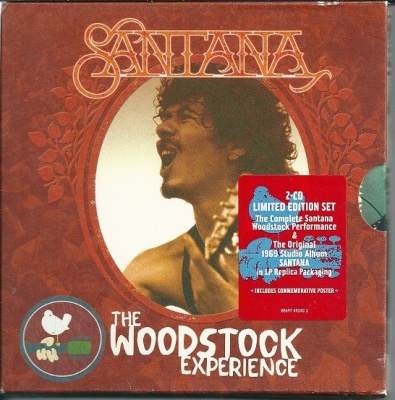 SANTANA
2-CD
LIMITED EDITION SET
The Complete Santana
Woodstock Performance
&
The Original
1969 Studio Album
SANTANA
in LP Replica Packaging
INCLUDES COMMEMORATIVE POSTER
THE
WOODSTOCK
EXPERIENCE